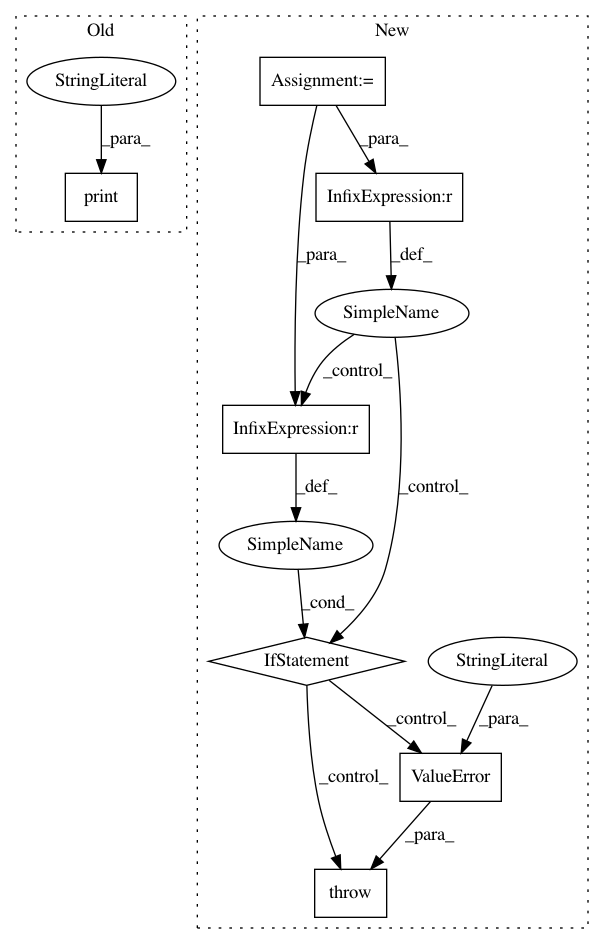 Old
New
StringLiteral
Assignment:=
_para_
_para_
print
InfixExpression:r
_para_
_def_
SimpleName
_control_
InfixExpression:r
_def_
_control_
SimpleName
_cond_
IfStatement
StringLiteral
_control_
_para_
_control_
ValueError
_para_
throw